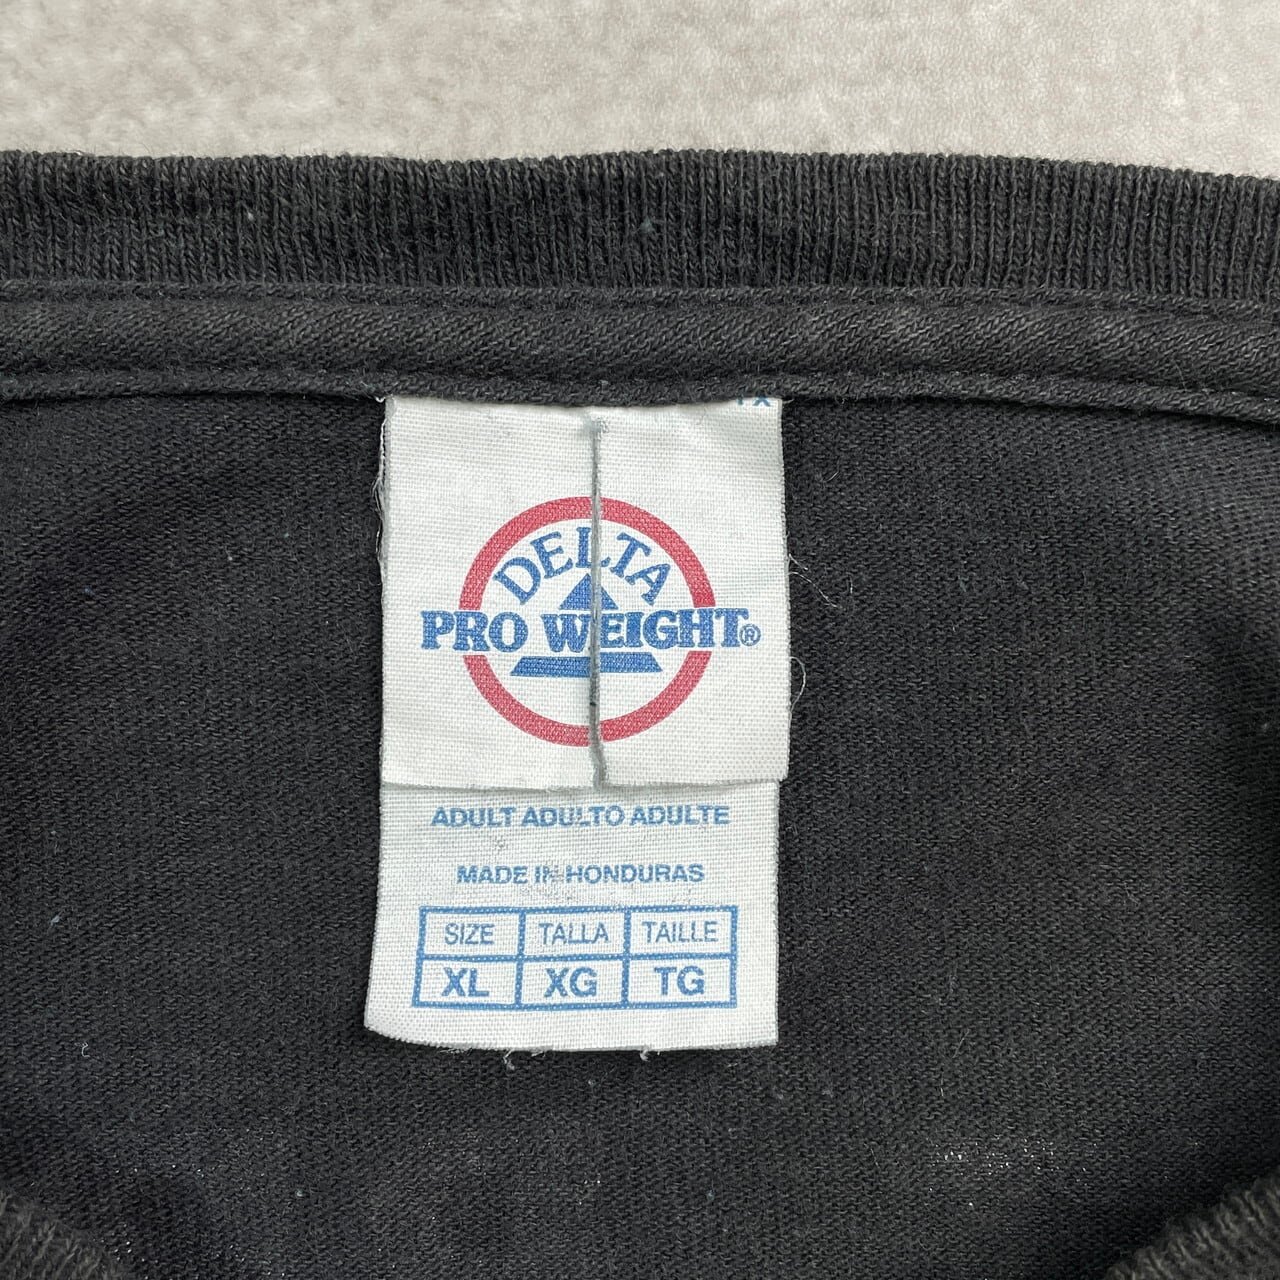 DELTA
PRO WEIGHT®
ADULT ADULTO ADULTE
MADE IN HONDURAS
SIZE TALLA TAILLE
XL XG TG